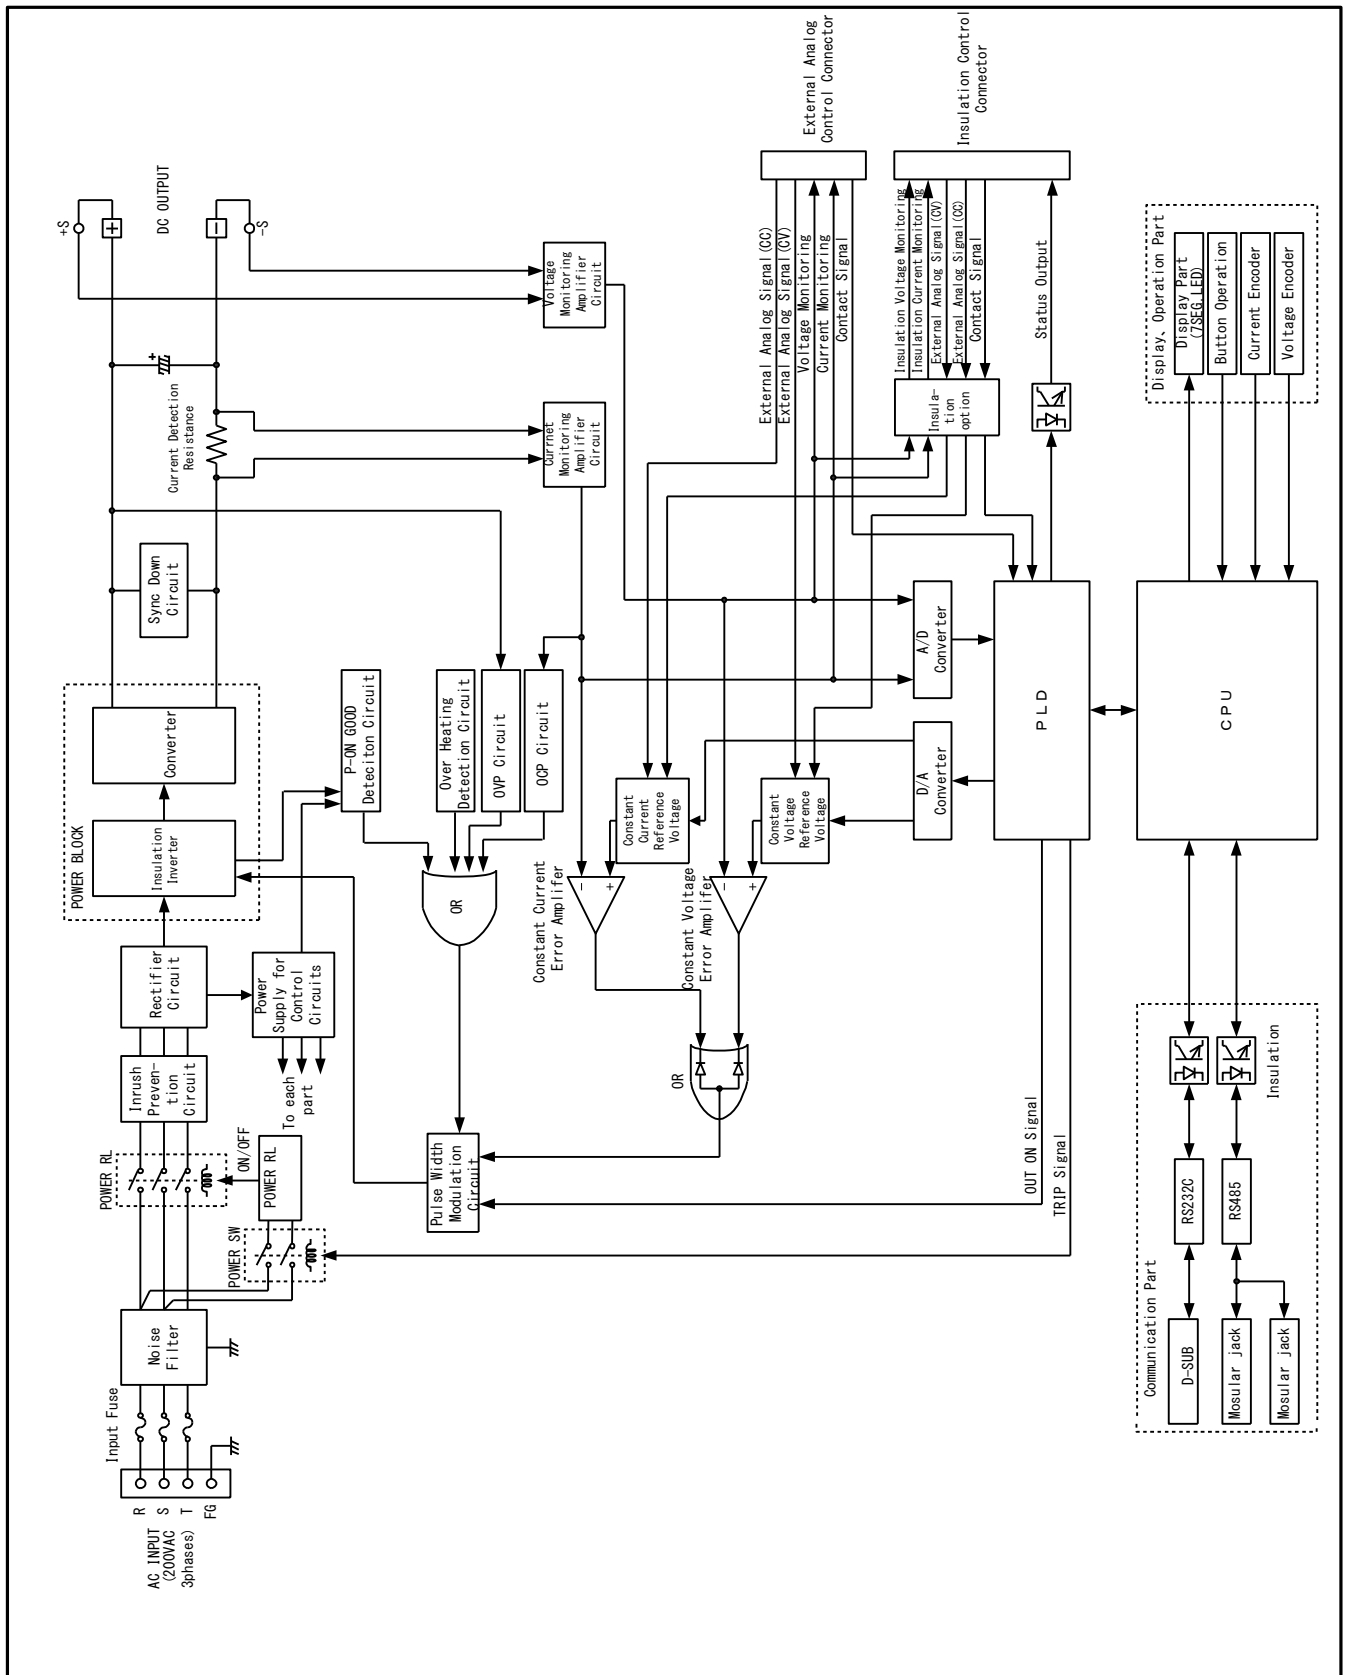 AC INPUT
(200VAC
3phases)
R
S
T
FG
Input Fuse
Noise
Filter
POWER SW
POWER RL
ON/OFF
POWER RL
Inrush
Preven-
tion
Circuit
To each
part
Rectifier
Circuit
Power
Supply for
Control
Circuits
POWER BLOCK
Insulation
Inverter
Converter
Sync Down
Circuit
Current Detection
Resistance
+
DC OUTPUT
+S
+
−
-S
P-ON GOOD
Deteciton Circuit
Over Heating
Detection Circuit
OVP Circuit
OCP Circuit
OR
Currnet
Monitoring
Amplifier
Circuit
Voltage
Monitoring
Amplifier
Circuit
Pulse Width
Modulation
Circuit
Constant Current
Error Amplifer
−
+
Constant Voltage
Error Amplifer
−
+
OR
Constant
Current
Reference
Voltage
Constant
Voltage
Reference
Voltage
External Analog
Control Connector
External Analog Signal(CC)
External Analog Signal(CV)
Voltage Monitoring
Current Monitoring
Contact Signal
Insulation Control
Connector
Insulation Voltage Monitoring
Insulation Current Monitoring
External Analog Signal(CV)
External Analog Signal(CC)
Contact Signal
Insula-
tion
option
Status Output
D/A
Converter
A/D
Converter
PLD
OUT ON Signal
TRIP Signal
CPU
Display、Operation Part
Display Part
(7SEG.LED)
Button Operation
Current Encoder
Voltage Encoder
Communication Part
D-SUB
Mosular jack
Mosular jack
RS232C
RS485
Insulation